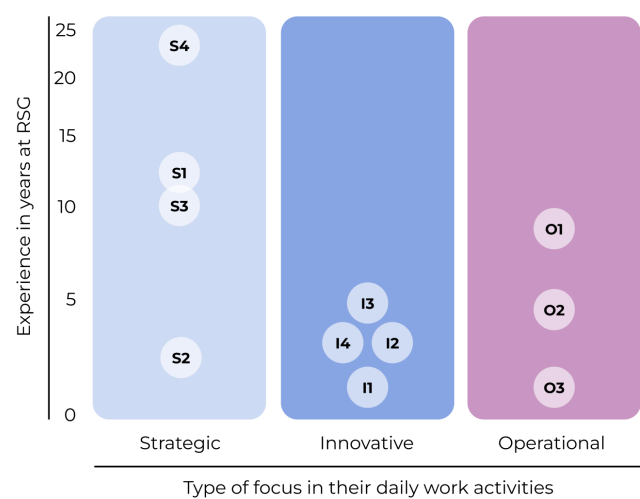 Experience in years at RSG
25
20
15
10
5
0
S4
S1
S3
S2
I3
I4
I2
I1
O1
O2
O3
Strategic
Innovative
Operational
Type of focus in their daily work activities